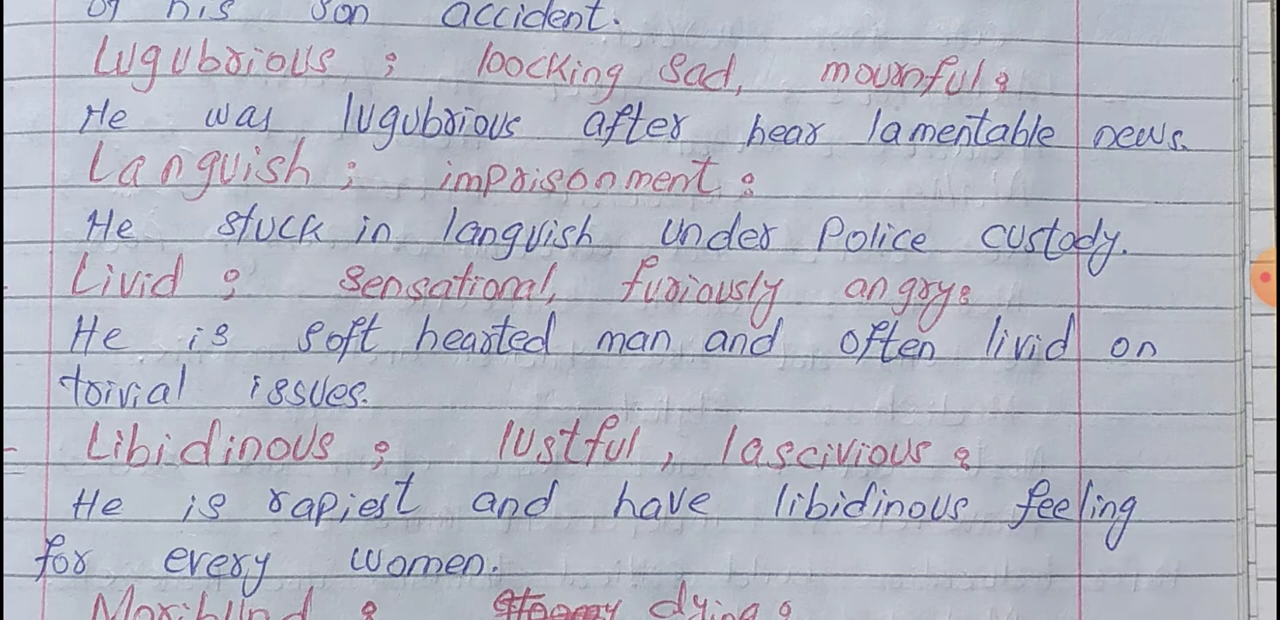 of his son accident.
Lugubrious : loocking sad, mournful :
He was lugubrious after hear lamentable news.
Languish : imprisonment :
He stuck in languish under Police custody.
Livid : sensational, furiously angry :
He is soft hearted man and often livid on
trivial issues.
Libidinous : lustful, lascivious :
He is rapiest and have libidinous feeling
for every women.
Moribund : dying :